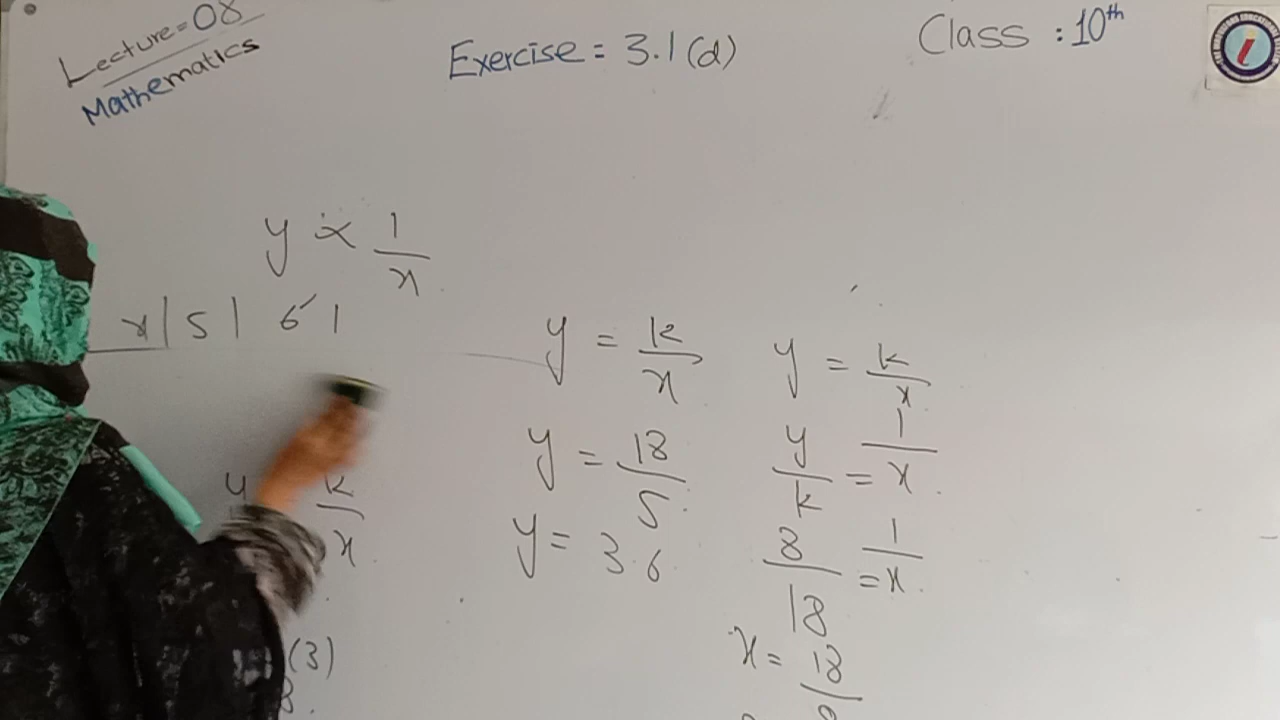 Lecture = 08
Mathematics
Exercise = 3.1 (d)
Class : 10th
y ∝ 1/x
x | 5 | 6 |
y k/x
(3)
8.
y = k/x
y = 18/5
y = 3.6
y = k/x
y/k = 1/x
8/18 = 1/x
x = 18/